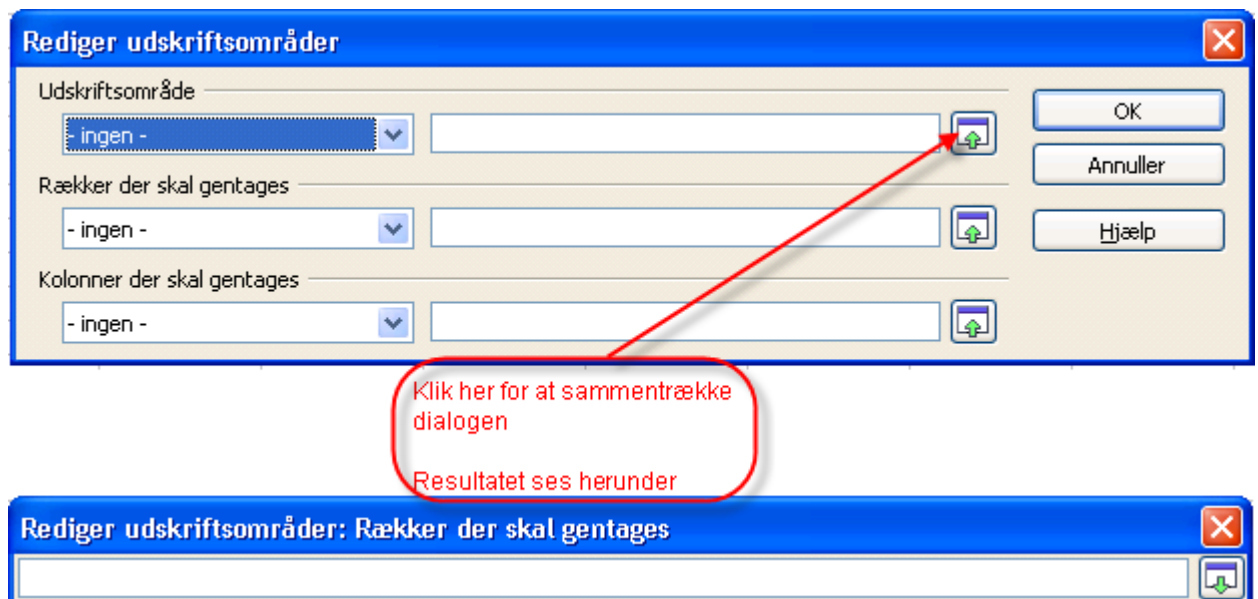 Rediger udskriftsområder
Udskriftsområde
- ingen -
OK
Annuller
Rækker der skal gentages
- ingen -
Hjælp
Kolonner der skal gentages
- ingen -
Klik her for at sammentrække
dialogen
Resultatet ses herunder
Rediger udskriftsområder: Rækker der skal gentages